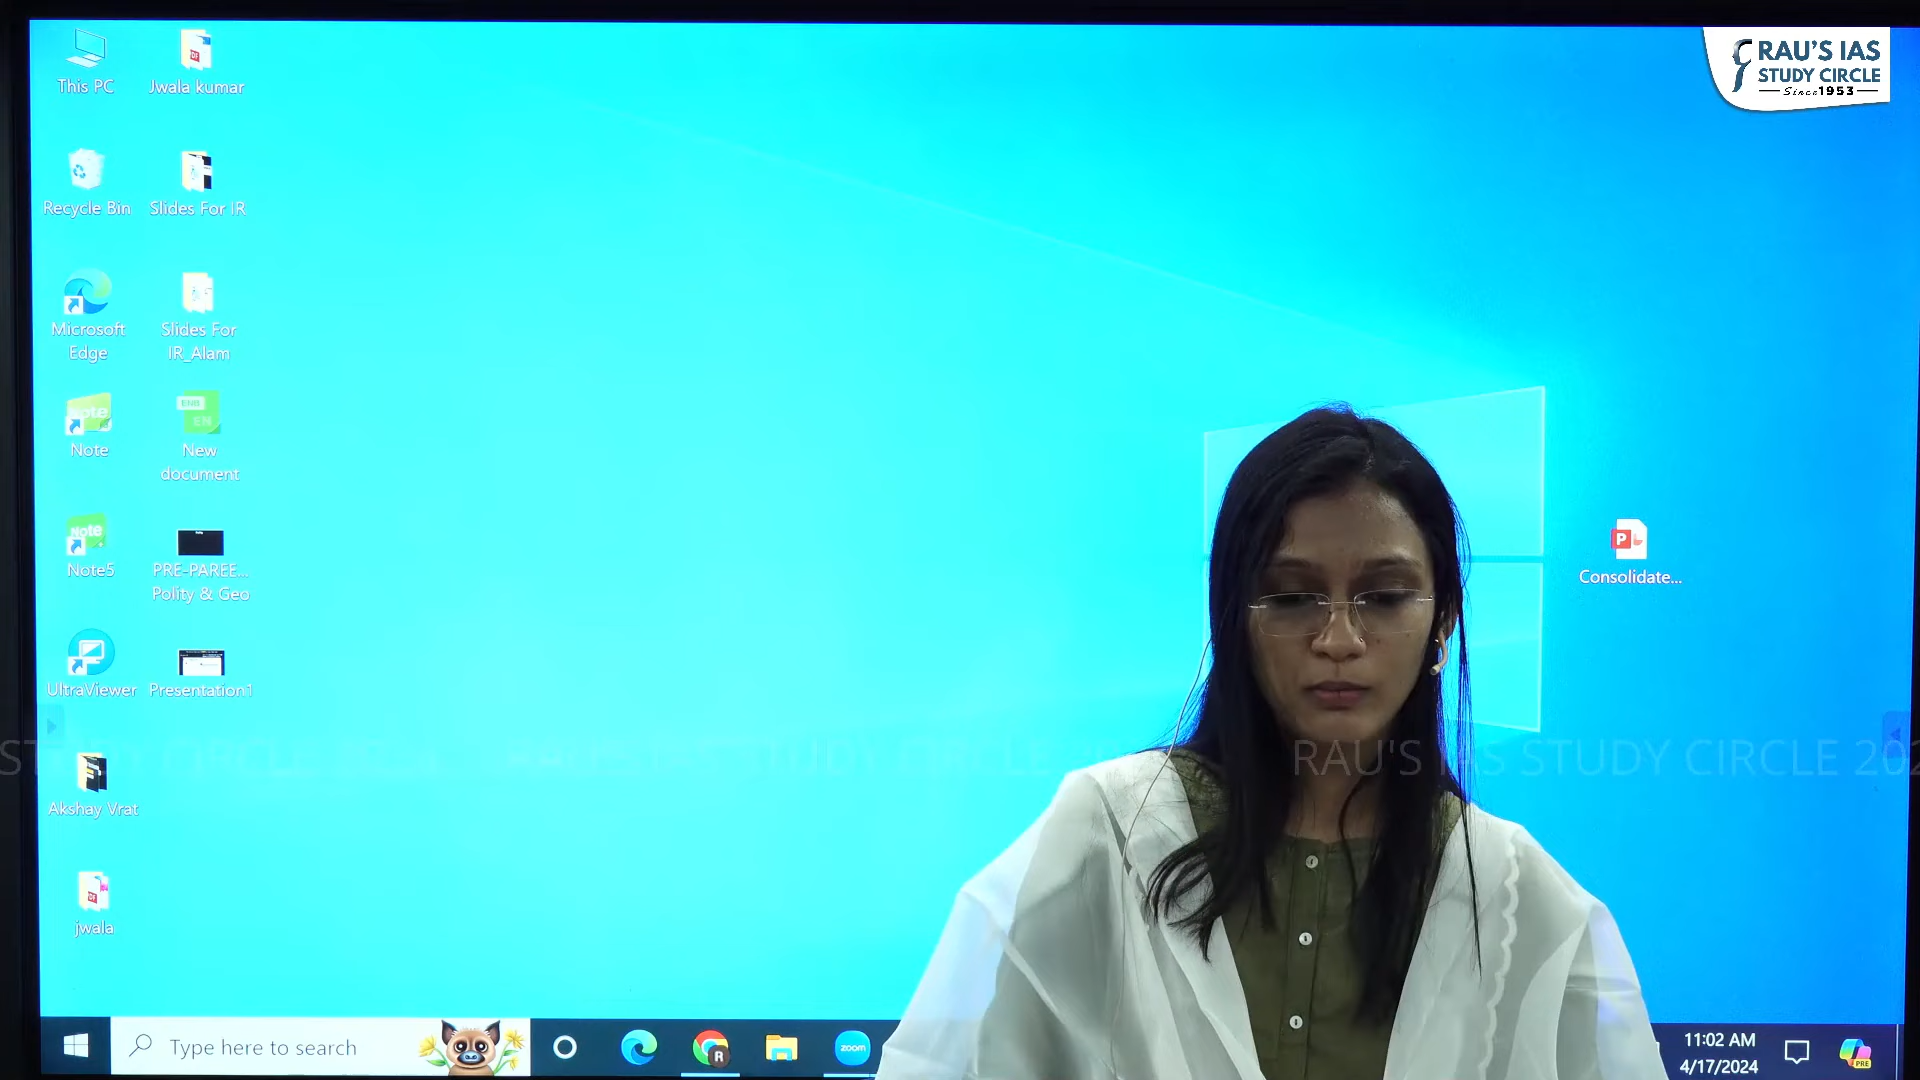 RAU'S IAS
STUDY CIRCLE
Since 1953
This PC
Jwala kumar
Recycle Bin
Slides For IR
Microsoft
Edge
Slides For
IR_Alam
Note
New
document
Note5
PRE-PAREE...
Polity & Geo
UltraViewer
Presentation1
Akshay Vrat
jwala
Consolidate...
RAU'S IAS STUDY CIRCLE
Type here to search
zoom
11:02 AM
4/17/2024